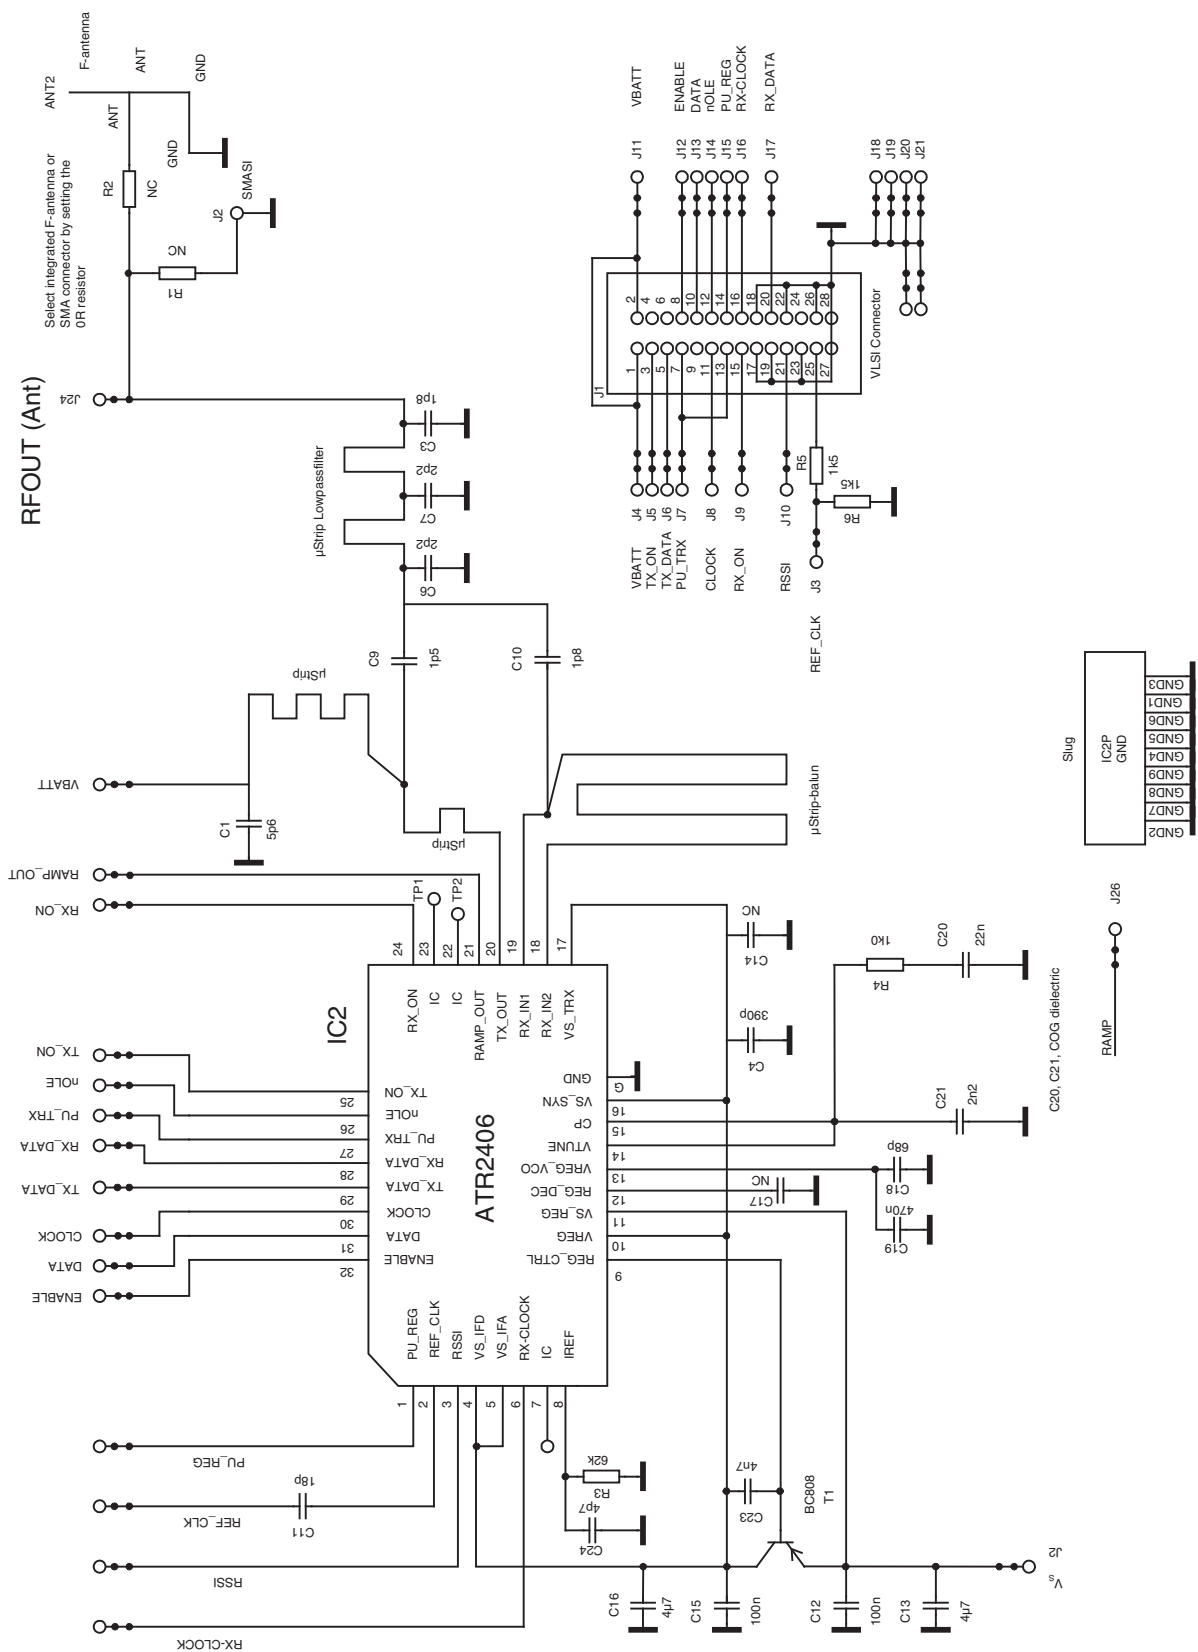 RFOUT (Ant)
Select integrated F-antenna or
SMA connector by setting the
0R resistor
F-antenna
ANT2
ANT
ANT
GND
GND
R2
NC
R1
NC
J2
SMASI
J24
C3
1p8
C7
2p2
C6
2p2
µStrip Lowpassfilter
C9
1p5
C10
1p8
µStrip
µStrip
µStrip-balun
VBATT
C1
5p6
RAMP_OUT
RX_ON
TP1
TP2
TX_ON
nOLE
PU_TRX
RX_DATA
TX_DATA
CLOCK
DATA
ENABLE
PU_REG
REF_CLK
C11
18p
RSSI
RX-CLOCK
IC2
ATR2406
24
23
22
21
20
19
18
17
RX_ON
IC
IC
RAMP_OUT
TX_OUT
RX_IN1
RX_IN2
VS_TRX
25
26
27
28
29
30
31
32
TX_ON
nOLE
PU_TRX
RX_DATA
TX_DATA
CLOCK
DATA
ENABLE
1
2
3
4
5
6
7
8
PU_REG
REF_CLK
RSSI
VS_IFD
VS_IFA
RX-CLOCK
IC
IREF
GND
VS_SYN
CP
VTUNE
VREG_VCO
REG_DEC
VS_REG
VREG
REG_CTRL
G
16
15
14
13
12
11
10
9
C14
NC
C4
390p
R4
1k0
C20
22n
C21
2n2
C20, C21, COG dielectric
C18
68p
C19
470n
C17
NC
R3
62k
C24
4p7
C23
4n7
BC808
T1
C16
4µ7
C15
100n
C12
100n
C13
4µ7
VS
J2
J1
VLSI Connector
1
3
5
7
9
11
13
15
17
19
21
23
25
27
2
4
6
8
10
12
14
16
18
20
22
24
26
28
J11
VBATT
J12
ENABLE
J13
DATA
J14
nOLE
J15
PU_REG
J16
RX-CLOCK
J17
RX_DATA
J18
J19
J20
J21
J4
VBATT
J5
TX_ON
J6
TX_DATA
J7
PU_TRX
J8
CLOCK
J9
RX_ON
J10
RSSI
J3
REF_CLK
R5
1k5
R6
1k5
Slug
IC2P
GND
GND3
GND1
GND6
GND5
GND4
GND9
GND8
GND7
GND2
RAMP
J26